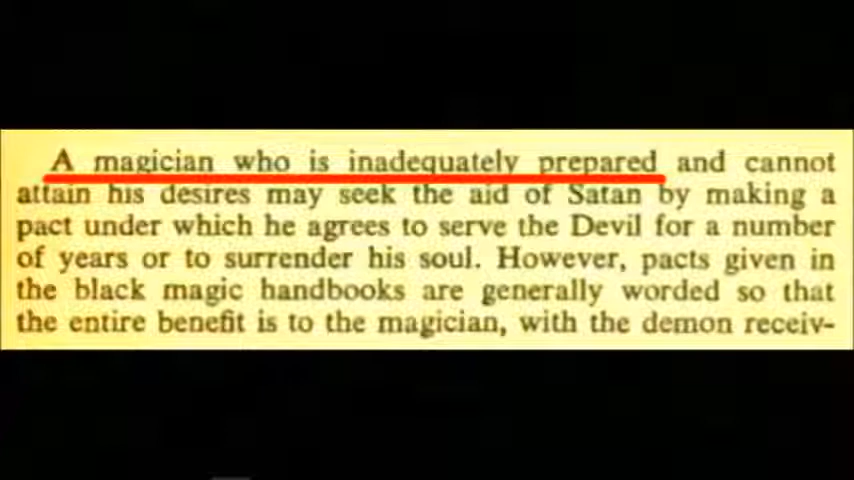 A magician who is inadequately prepared and cannot
attain his desires may seek the aid of Satan by making a
pact under which he agrees to serve the Devil for a number
of years or to surrender his soul. However, pacts given in
the black magic handbooks are generally worded so that
the entire benefit is to the magician, with the demon receiv-